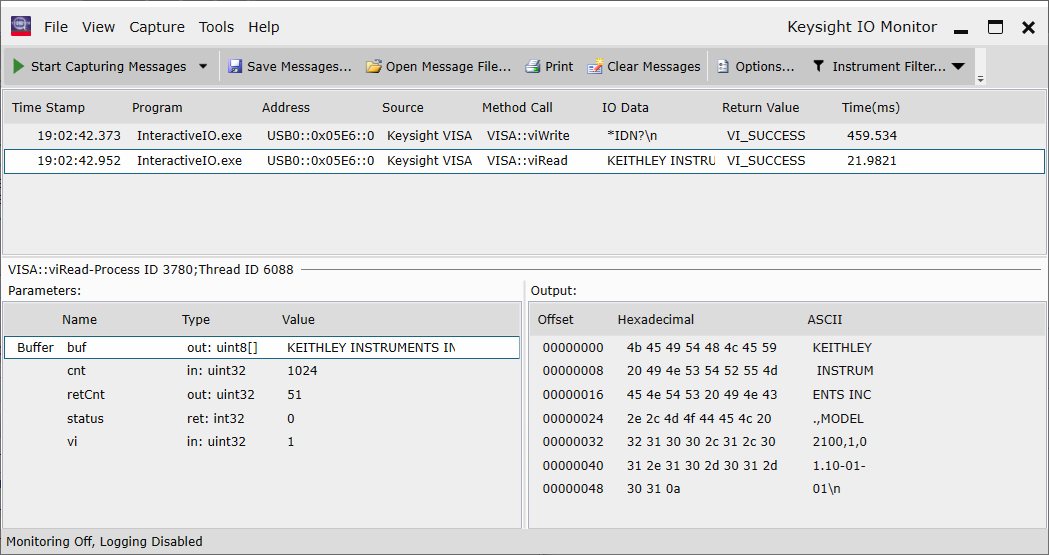 File View Capture Tools Help Keysight IO Monitor
Start Capturing Messages Save Messages... Open Message File... Print Clear Messages Options... Instrument Filter...
Time Stamp Program Address Source Method Call IO Data Return Value Time(ms)
19:02:42.373 InteractiveIO.exe USB0::0x05E6::0 Keysight VISA VISA::viWrite *IDN?\n VI_SUCCESS 459.534
19:02:42.952 InteractiveIO.exe USB0::0x05E6::0 Keysight VISA VISA::viRead KEITHLEY INSTRU VI_SUCCESS 21.9821
VISA::viRead-Process ID 3780;Thread ID 6088
Parameters:
Name Type Value
Buffer buf out: uint8[] KEITHLEY INSTRUMENTS IN
cnt in: uint32 1024
retCnt out: uint32 51
status ret: int32 0
vi in: uint32 1
Output:
Offset Hexadecimal ASCII
00000000 4b 45 49 54 48 4c 45 59 KEITHLEY
00000008 20 49 4e 53 54 52 55 4d INSTRUM
00000016 45 4e 54 53 20 49 4e 43 ENTS INC
00000024 2e 2c 4d 4f 44 45 4c 20 .,MODEL
00000032 32 31 30 30 2c 31 2c 30 2100,1,0
00000040 31 2e 31 30 2d 30 31 2d 1.10-01-
00000048 30 31 0a 01\n
Monitoring Off, Logging Disabled